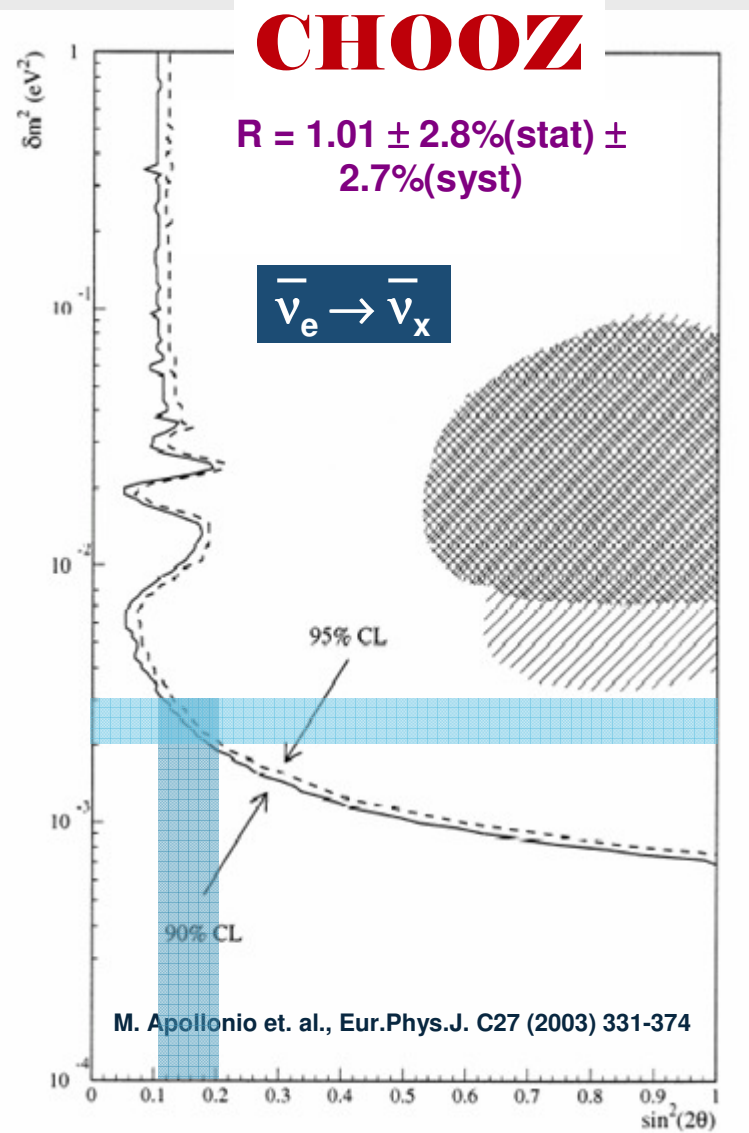 CHOOZ
δm² (eV²)
R = 1.01 ± 2.8%(stat) ±
2.7%(syst)
ν̅e → ν̅x
1
10⁻¹
10⁻²
95% CL
10⁻³
90% CL
M. Apollonio et. al., Eur.Phys.J. C27 (2003) 331-374
10⁻⁴
0 0.1 0.2 0.3 0.4 0.5 0.6 0.7 0.8 0.9 1
sin²(2θ)